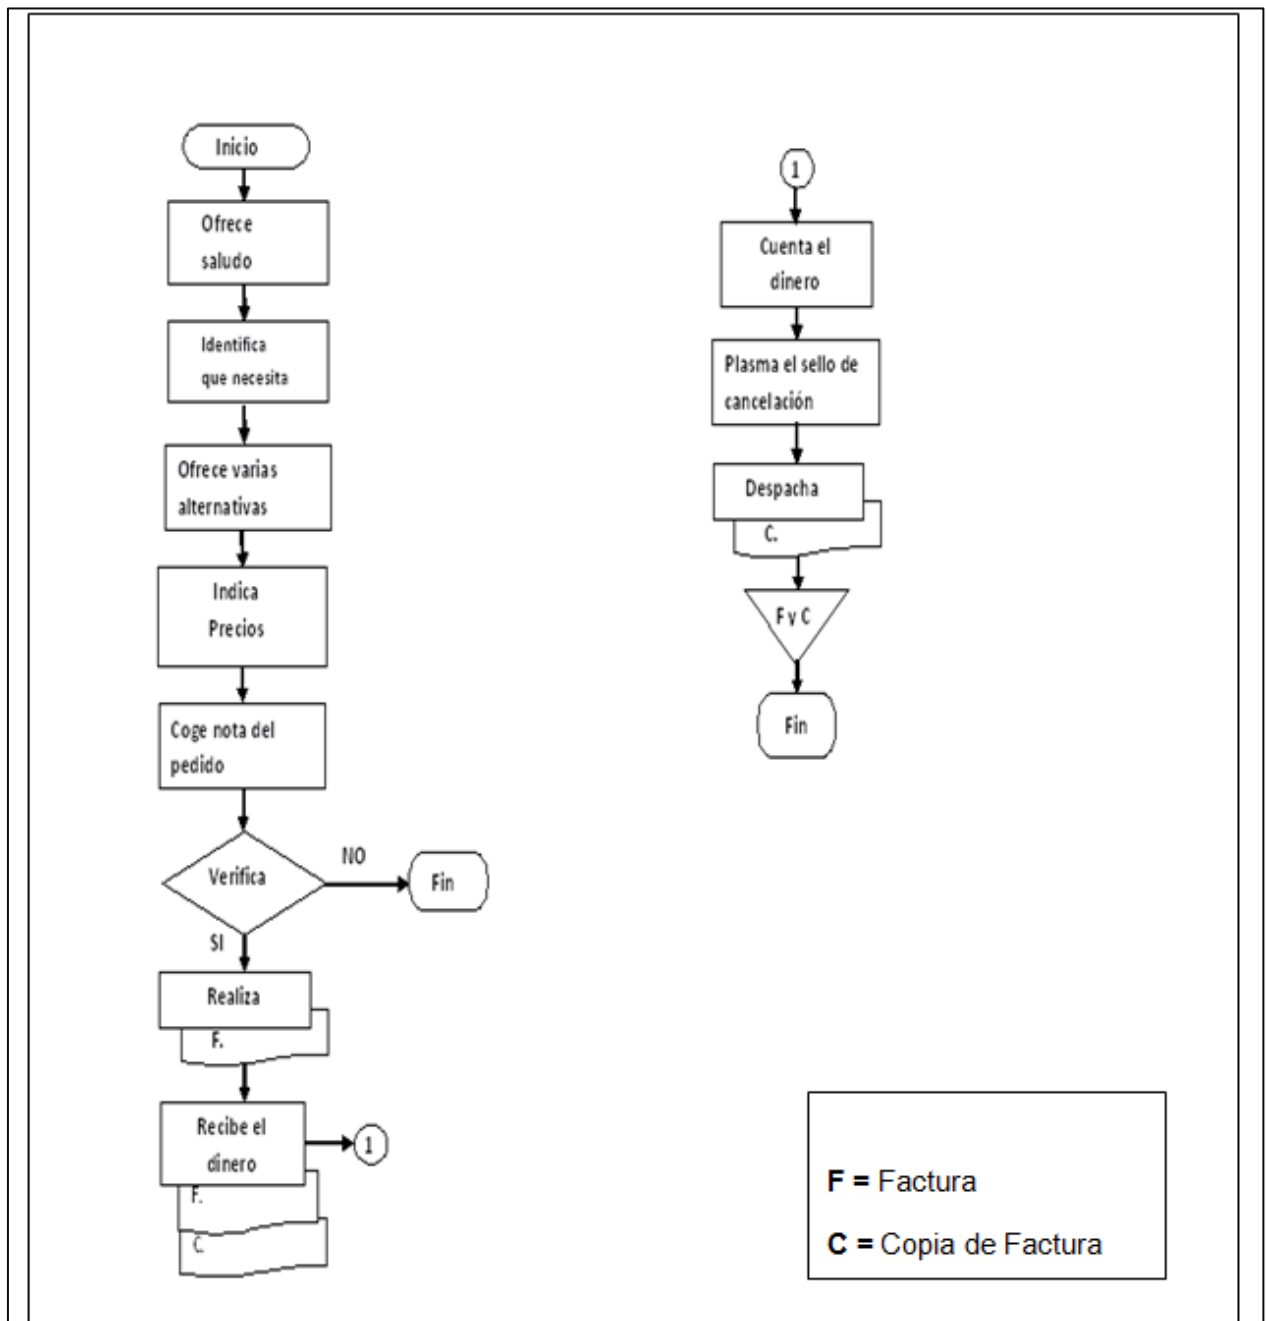 Inicio
Ofrece
saludo
Identifica
que necesita
Ofrece varias
alternativas
Indica
Precios
Coge nota del
pedido
Verifica
NO
Fin
SI
Realiza
F.
Recibe el
dinero
1
F.
C.
1
Cuenta el
dinero
Plasma el sello de
cancelación
Despacha
C.
F y C
Fin
F = Factura
C = Copia de Factura